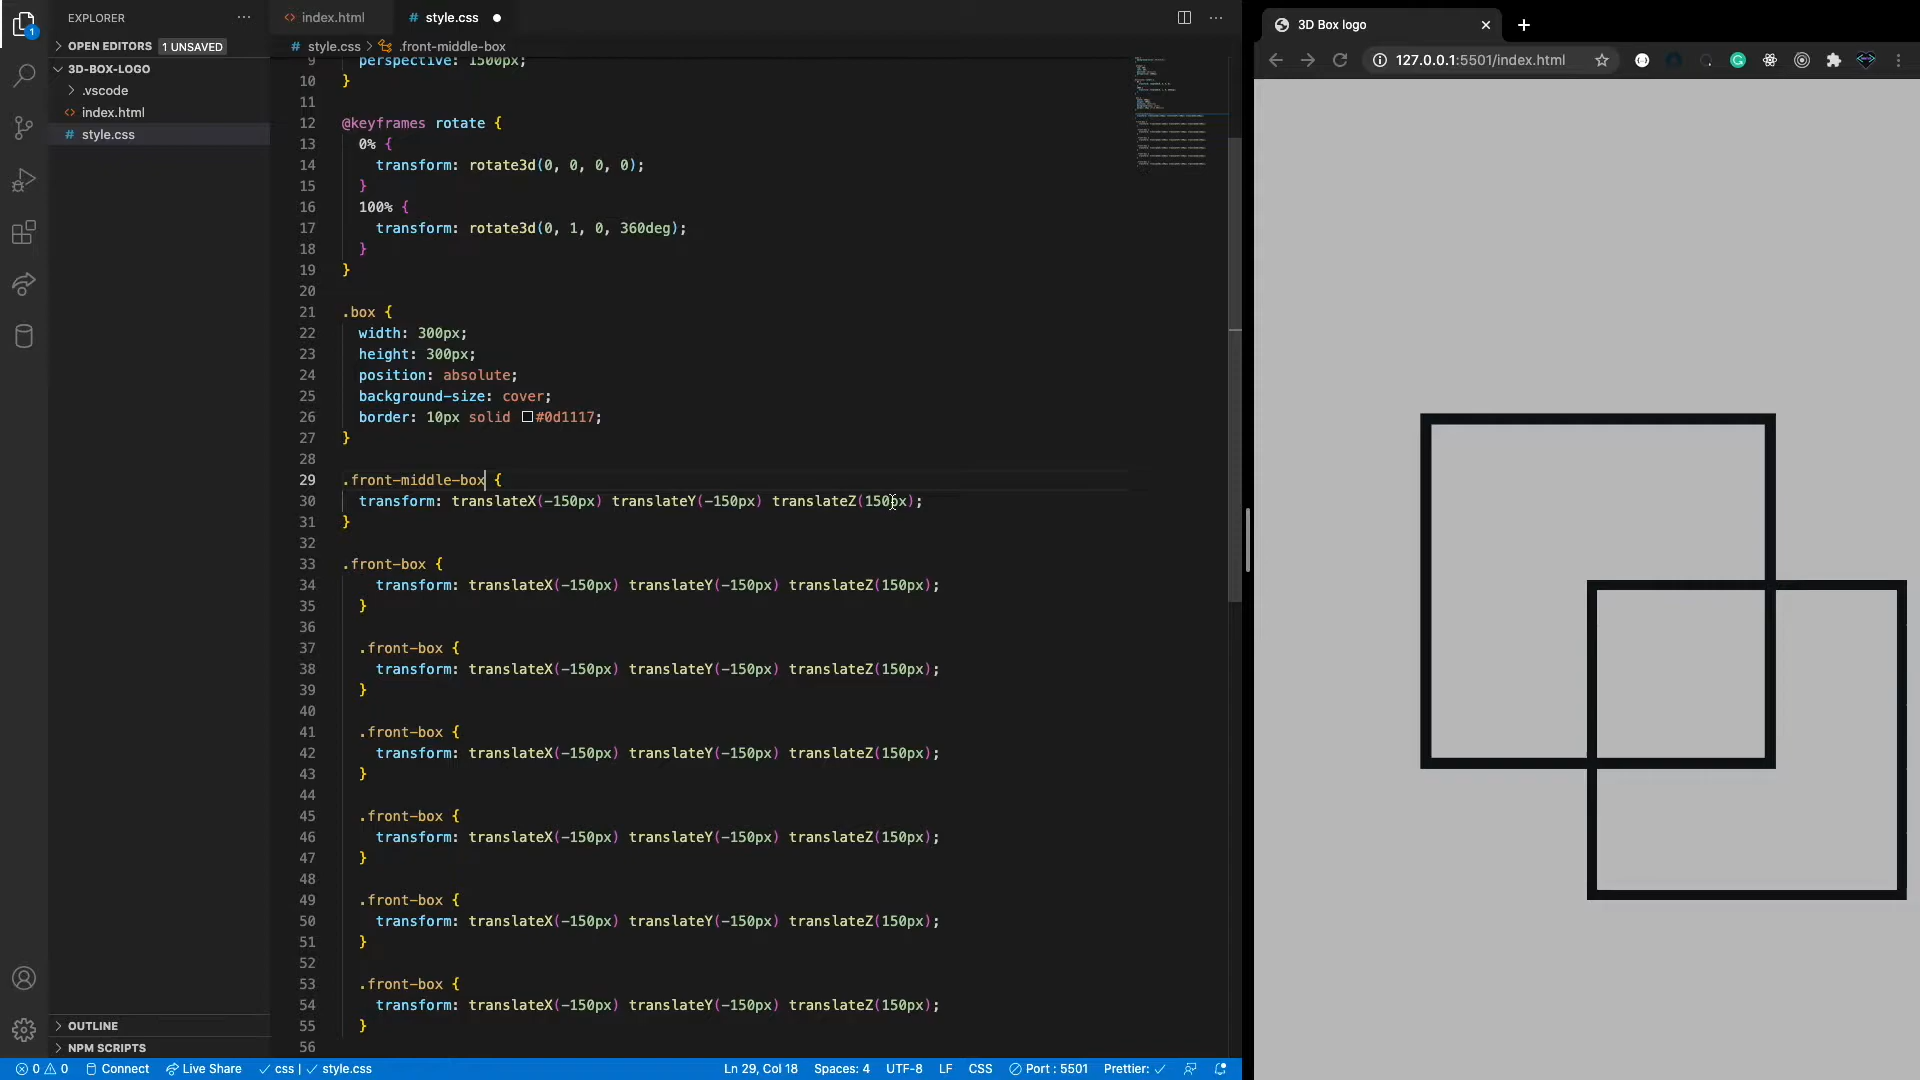 EXPLORER
OPEN EDITORS 1 UNSAVED
3D-BOX-LOGO
.vscode
index.html
style.css
OUTLINE
NPM SCRIPTS
index.html
style.css
style.css > .front-middle-box
9 perspective: 1500px;
10 }
11
12 @keyframes rotate {
13 0% {
14 transform: rotate3d(0, 0, 0, 0);
15 }
16 100% {
17 transform: rotate3d(0, 1, 0, 360deg);
18 }
19 }
20
21 .box {
22 width: 300px;
23 height: 300px;
24 position: absolute;
25 background-size: cover;
26 border: 10px solid #0d1117;
27 }
28
29 .front-middle-box {
30 transform: translateX(-150px) translateY(-150px) translateZ(150px);
31 }
32
33 .front-box {
34 transform: translateX(-150px) translateY(-150px) translateZ(150px);
35 }
36
37 .front-box {
38 transform: translateX(-150px) translateY(-150px) translateZ(150px);
39 }
40
41 .front-box {
42 transform: translateX(-150px) translateY(-150px) translateZ(150px);
43 }
44
45 .front-box {
46 transform: translateX(-150px) translateY(-150px) translateZ(150px);
47 }
48
49 .front-box {
50 transform: translateX(-150px) translateY(-150px) translateZ(150px);
51 }
52
53 .front-box {
54 transform: translateX(-150px) translateY(-150px) translateZ(150px);
55 }
56
3D Box logo
127.0.0.1:5501/index.html
0 0 Connect Live Share css | style.css Ln 29, Col 18 Spaces: 4 UTF-8 LF CSS Port : 5501 Prettier: